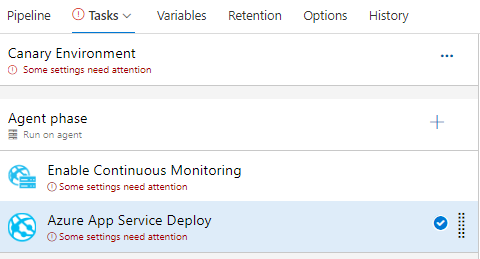 Pipeline Tasks Variables Retention Options History
Canary Environment
Some settings need attention
Agent phase
Run on agent
Enable Continuous Monitoring
Some settings need attention
Azure App Service Deploy
Some settings need attention